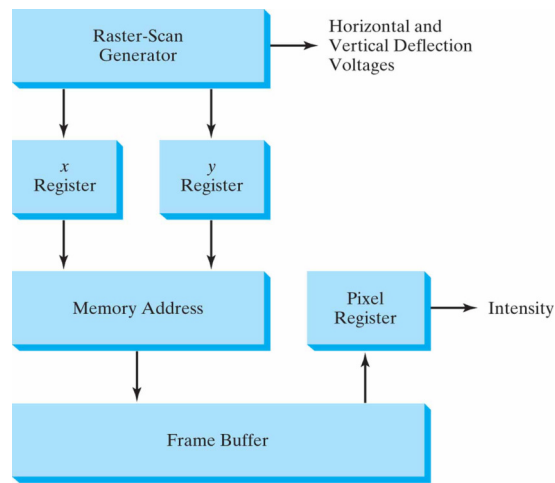 Raster-Scan
Generator
Horizontal and
Vertical Deflection
Voltages
x
Register
y
Register
Memory Address
Pixel
Register
Intensity
Frame Buffer